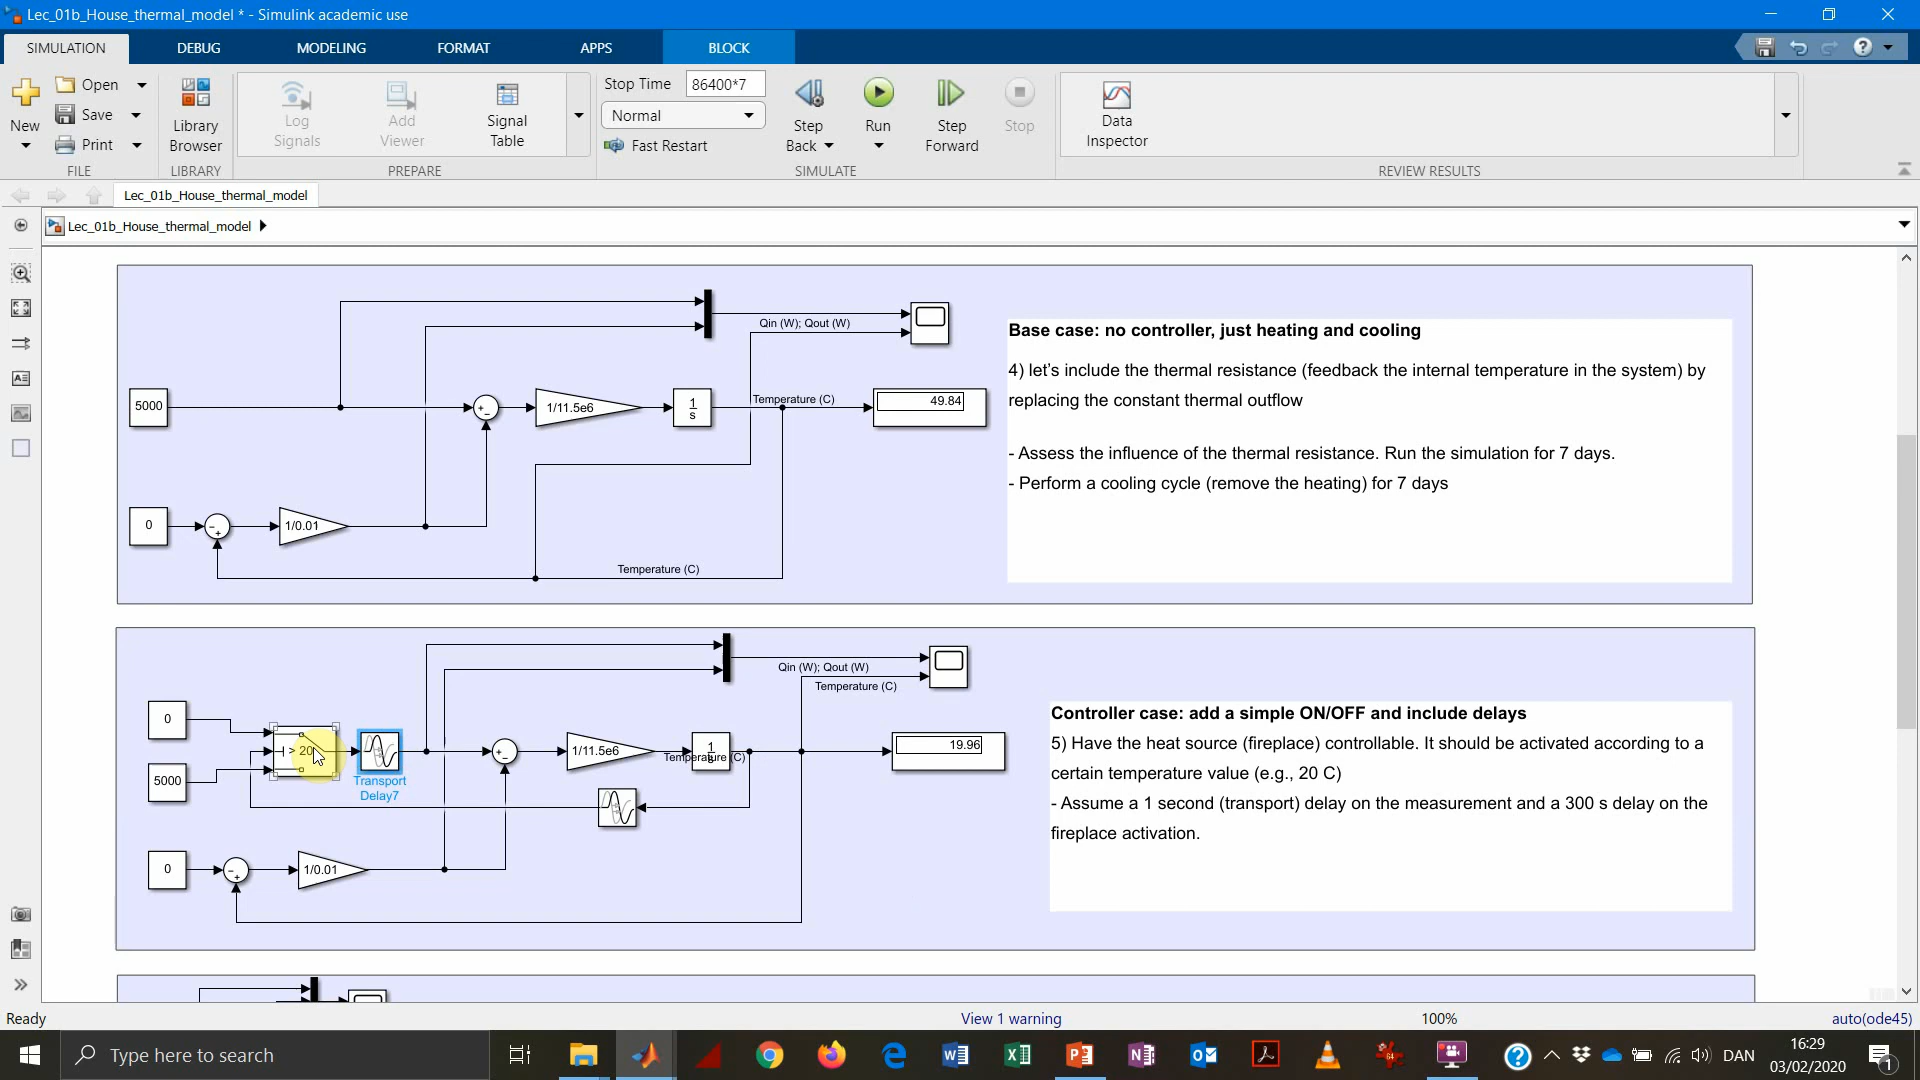 Lec_01b_House_thermal_model * - Simulink academic use
SIMULATION DEBUG MODELING FORMAT APPS BLOCK
New
Open
Save
Print
FILE
Library
Browser
LIBRARY
Log
Signals
Add
Viewer
Signal
Table
PREPARE
Stop Time 86400*7
Normal
Fast Restart
Step
Back
Run
Step
Forward
Stop
SIMULATE
Data
Inspector
REVIEW RESULTS
Lec_01b_House_thermal_model
Lec_01b_House_thermal_model
Qin (W); Qout (W)
5000
1/11.5e6
1
s
Temperature (C)
49.84
0
1/0.01
Temperature (C)
Base case: no controller, just heating and cooling
4) let's include the thermal resistance (feedback the internal temperature in the system) by
replacing the constant thermal outflow
- Assess the influence of the thermal resistance. Run the simulation for 7 days.
- Perform a cooling cycle (remove the heating) for 7 days
Qin (W); Qout (W)
Temperature (C)
0
> 20
5000
Transport
Delay7
1/11.5e6
1
s
Temperature (C)
19.96
0
1/0.01
Controller case: add a simple ON/OFF and include delays
5) Have the heat source (fireplace) controllable. It should be activated according to a
certain temperature value (e.g., 20 C)
- Assume a 1 second (transport) delay on the measurement and a 300 s delay on the
fireplace activation.
Ready
View 1 warning
100%
auto(ode45)
Type here to search
64
DAN
16:29
03/02/2020
1